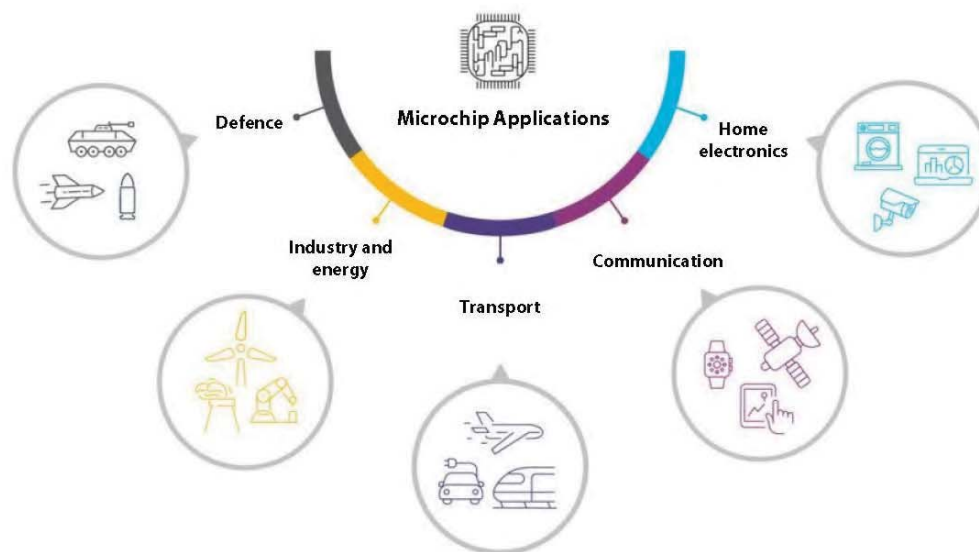 Microchip Applications
Defence
Home
electronics
Industry and
energy
Communication
Transport